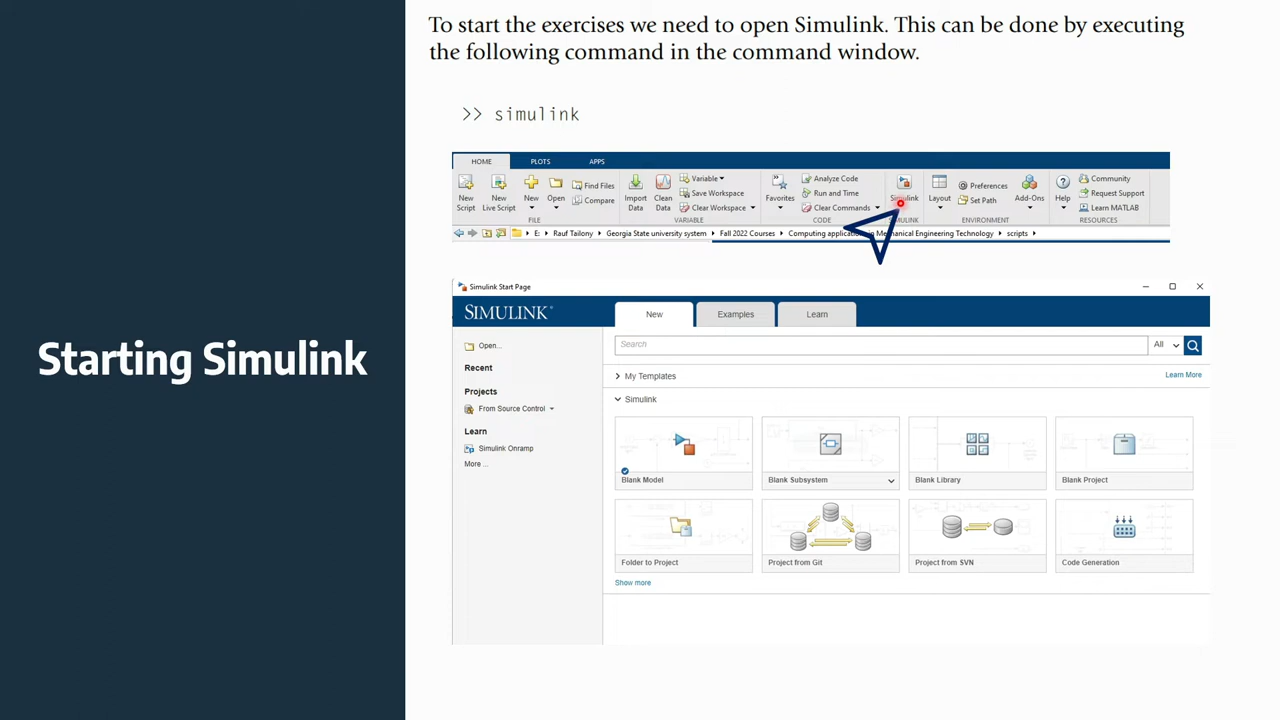 To start the exercises we need to open Simulink. This can be done by executing
the following command in the command window.
>> simulink
Starting Simulink
HOME PLOTS APPS
New Script
New Live Script
New
Open
Find Files
Compare
FILE
Import Data
Clean Data
Variable
Save Workspace
Clear Workspace
VARIABLE
Favorites
Analyze Code
Run and Time
Clear Commands
CODE
Simulink
SIMULINK
Layout
Preferences
Set Path
Add-Ons
ENVIRONMENT
Help
Community
Request Support
Learn MATLAB
RESOURCES
E: Rauf Tailony Georgia State university system Fall 2022 Courses Computing applications in Mechanical Engineering Technology scripts
Simulink Start Page
SIMULINK®
New Examples Learn
Open...
Recent
Projects
From Source Control
Learn
Simulink Onramp
More ...
Search
All
My Templates
Learn More
Simulink
Blank Model
Blank Subsystem
Blank Library
Blank Project
Folder to Project
Project from Git
Project from SVN
Code Generation
Show more